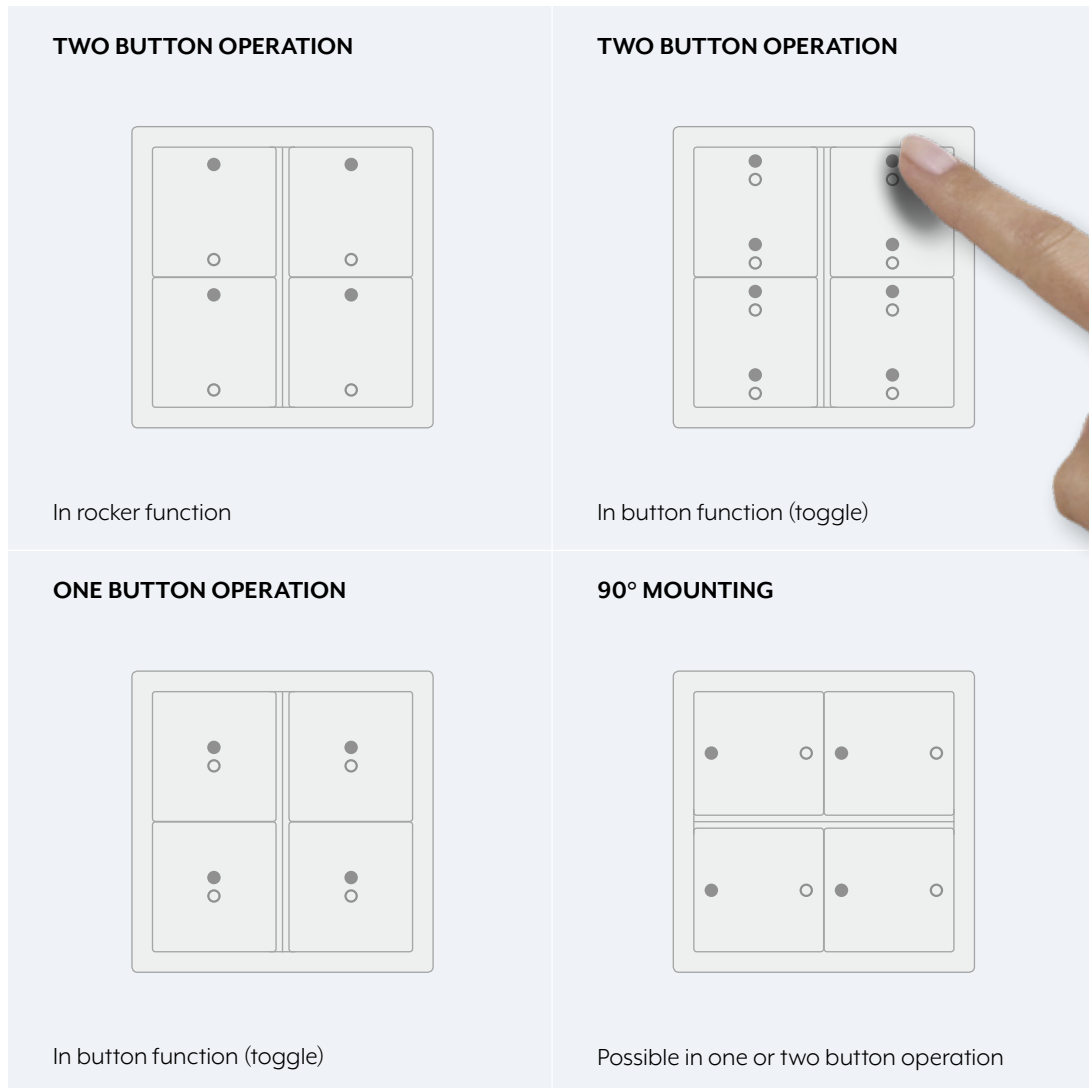 TWO BUTTON OPERATION
In rocker function
TWO BUTTON OPERATION
In button function (toggle)
ONE BUTTON OPERATION
In button function (toggle)
90° MOUNTING
Possible in one or two button operation